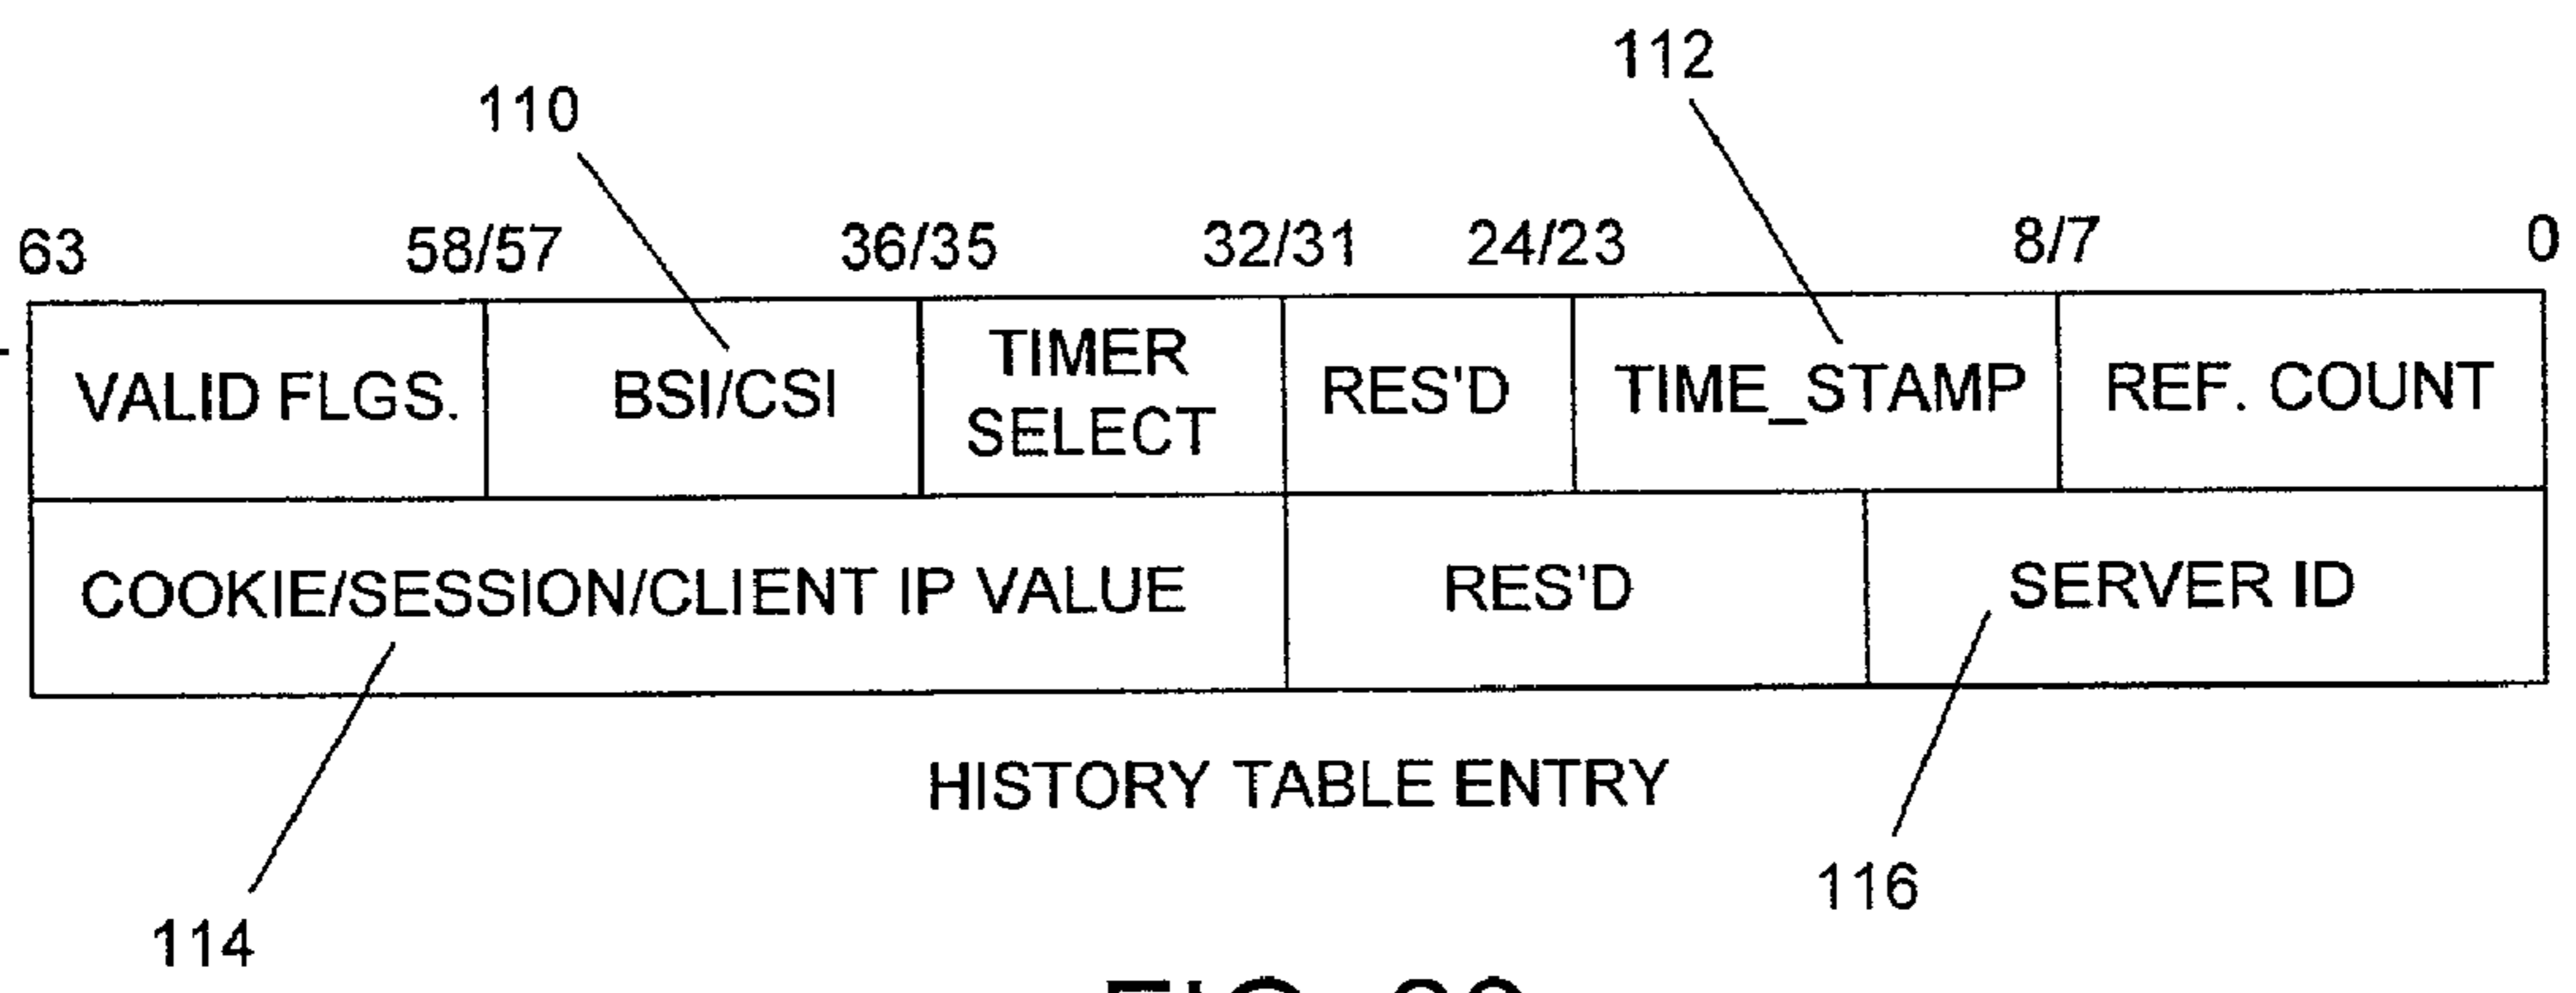 112
110
63 58/57 36/35 32/31 24/23 8/7 0
VALID FLGS. BSI/CSI TIMER SELECT RES'D TIME_STAMP REF. COUNT
COOKIE/SESSION/CLIENT IP VALUE RES'D SERVER ID
HISTORY TABLE ENTRY
116
114